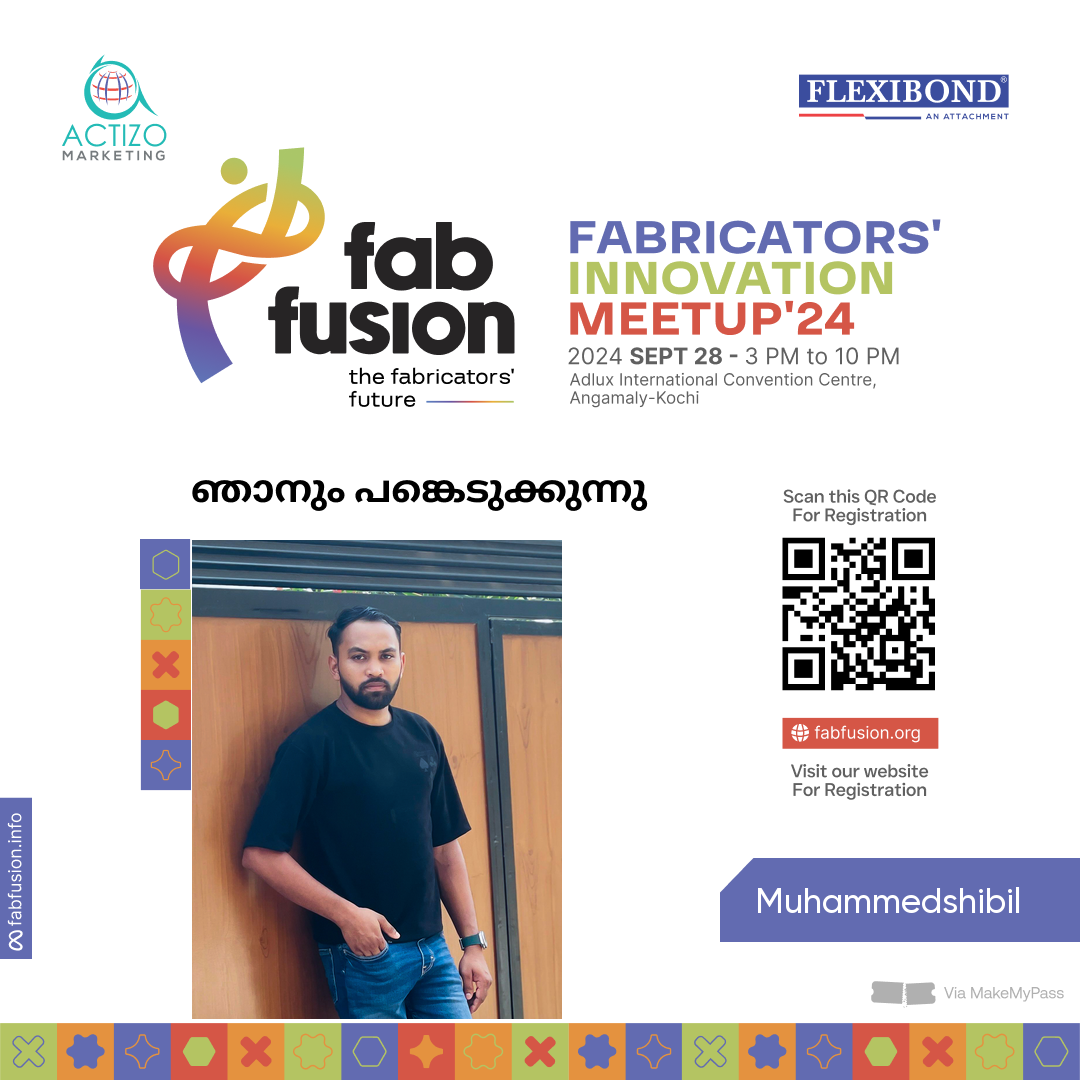 ACTIZO
MARKETING
FLEXIBOND®
AN ATTACHMENT
fab
fusion
the fabricators'
future
FABRICATORS'
INNOVATION
MEETUP'24
2024 SEPT 28 - 3 PM to 10 PM
Adlux International Convention Centre,
Angamaly-Kochi
ഞാനും പങ്കെടുക്കുന്നു
Scan this QR Code
For Registration
fabfusion.org
Visit our website
For Registration
fabfusion.info
Muhammedshibil
Via MakeMyPass